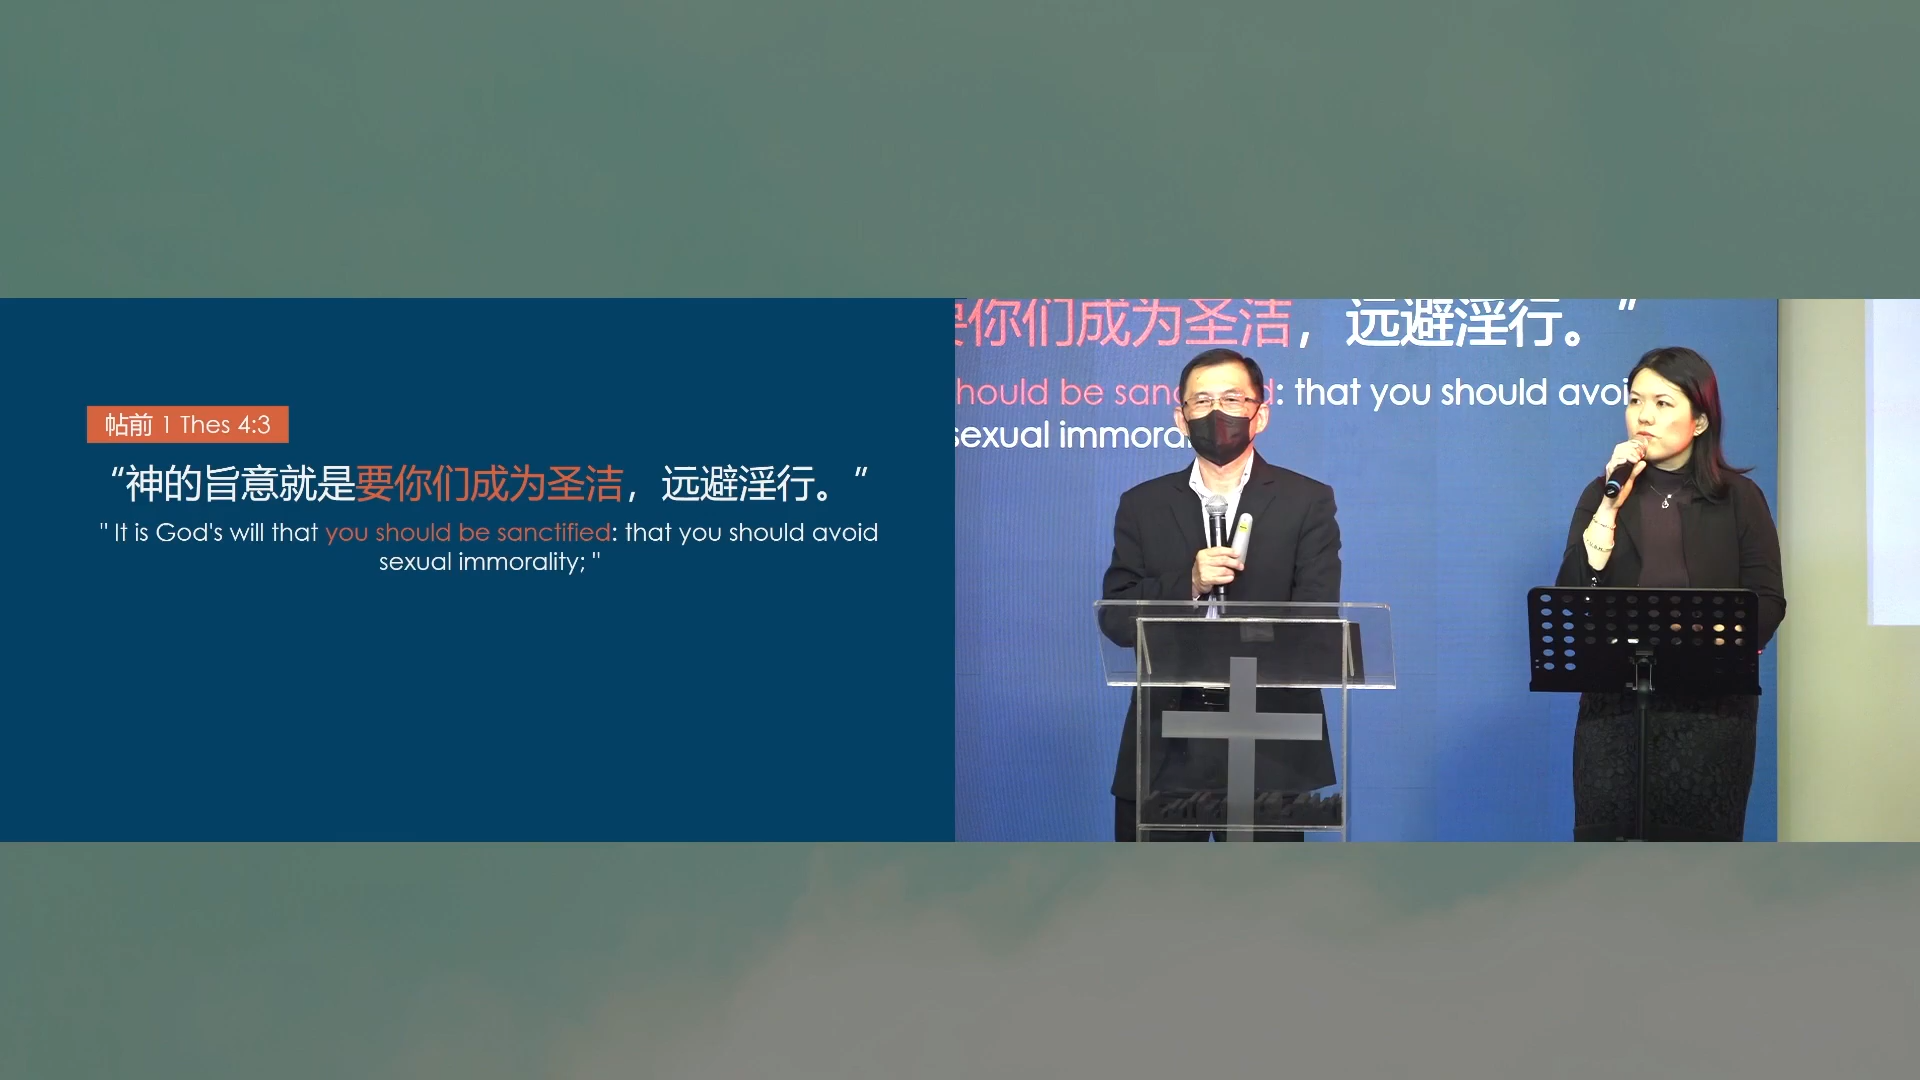 帖前 1 Thes 4:3
“神的旨意就是要你们成为圣洁，远避淫行。”
" It is God's will that you should be sanctified: that you should avoid
sexual immorality; "
你们成为圣洁，远避淫行。”
hould be sanc d: that you should avoi
sexual immora